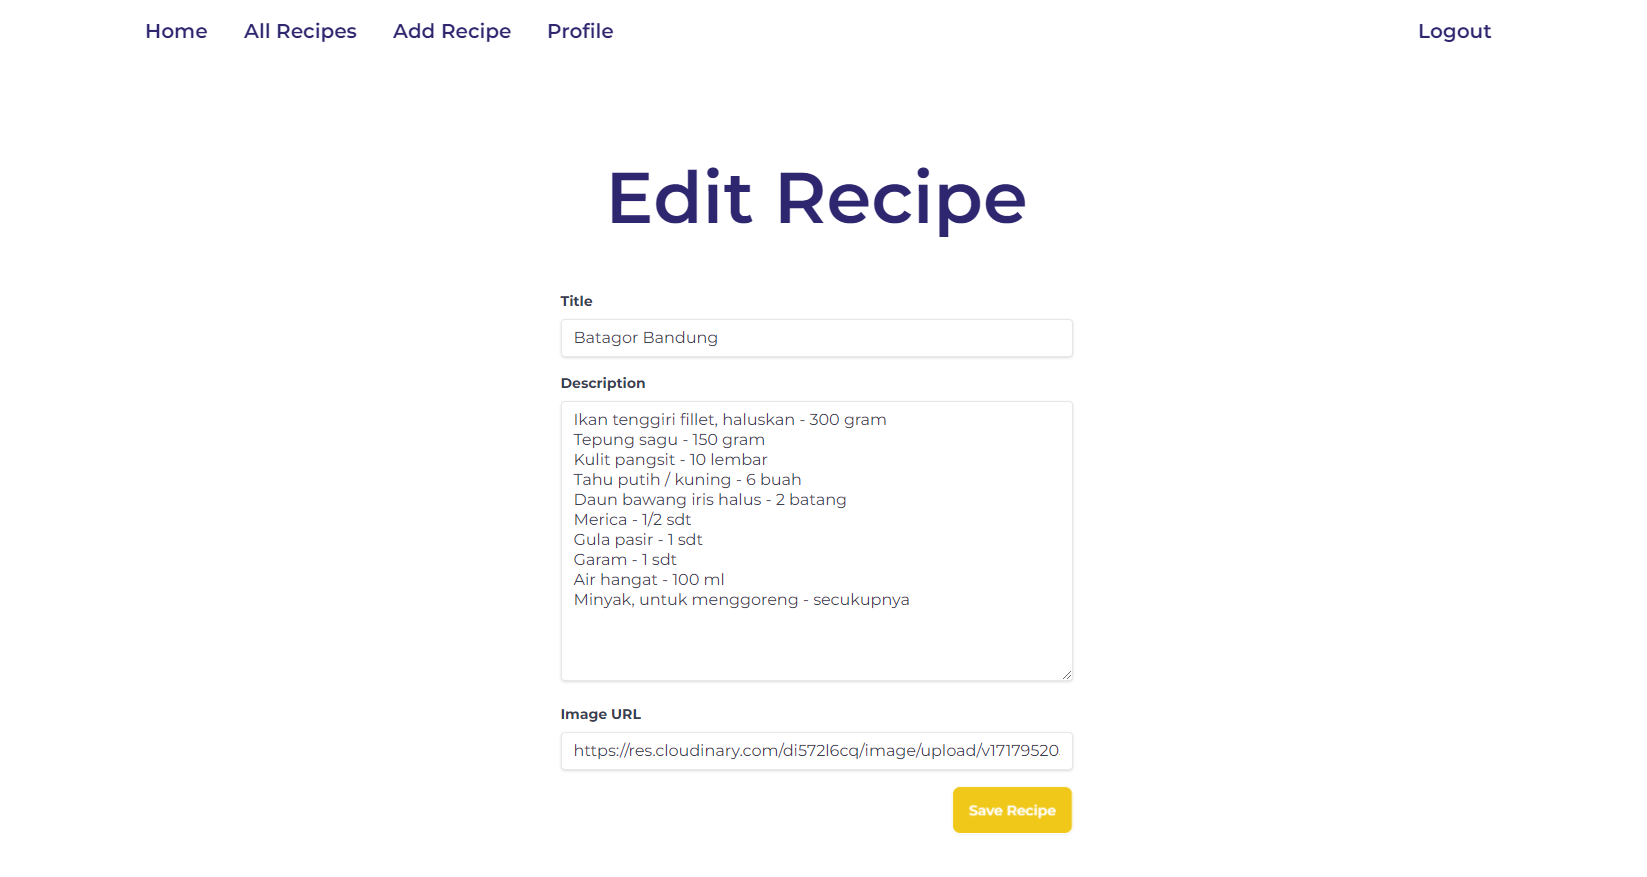 Home All Recipes Add Recipe Profile Logout
Edit Recipe
Title
Batagor Bandung
Description
Ikan tenggiri fillet, haluskan - 300 gram
Tepung sagu - 150 gram
Kulit pangsit - 10 lembar
Tahu putih / kuning - 6 buah
Daun bawang iris halus - 2 batang
Merica - 1/2 sdt
Gula pasir - 1 sdt
Garam - 1 sdt
Air hangat - 100 ml
Minyak, untuk menggoreng - secukupnya
Image URL
https://res.cloudinary.com/di572l6cq/image/upload/v17179520
Save Recipe